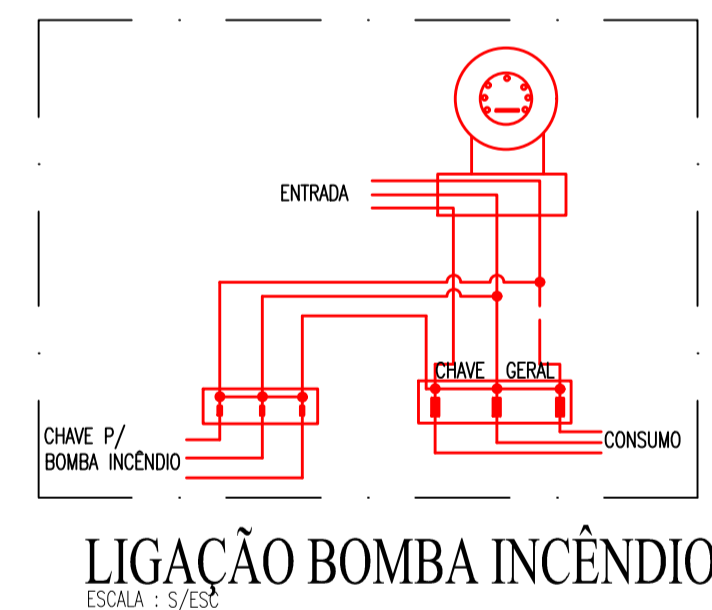 ENTRADA
CHAVE GERAL
CHAVE P/
BOMBA INCÊNDIO
CONSUMO
LIGAÇÃO BOMBA INCÊNDIO
ESCALA : S/ESC